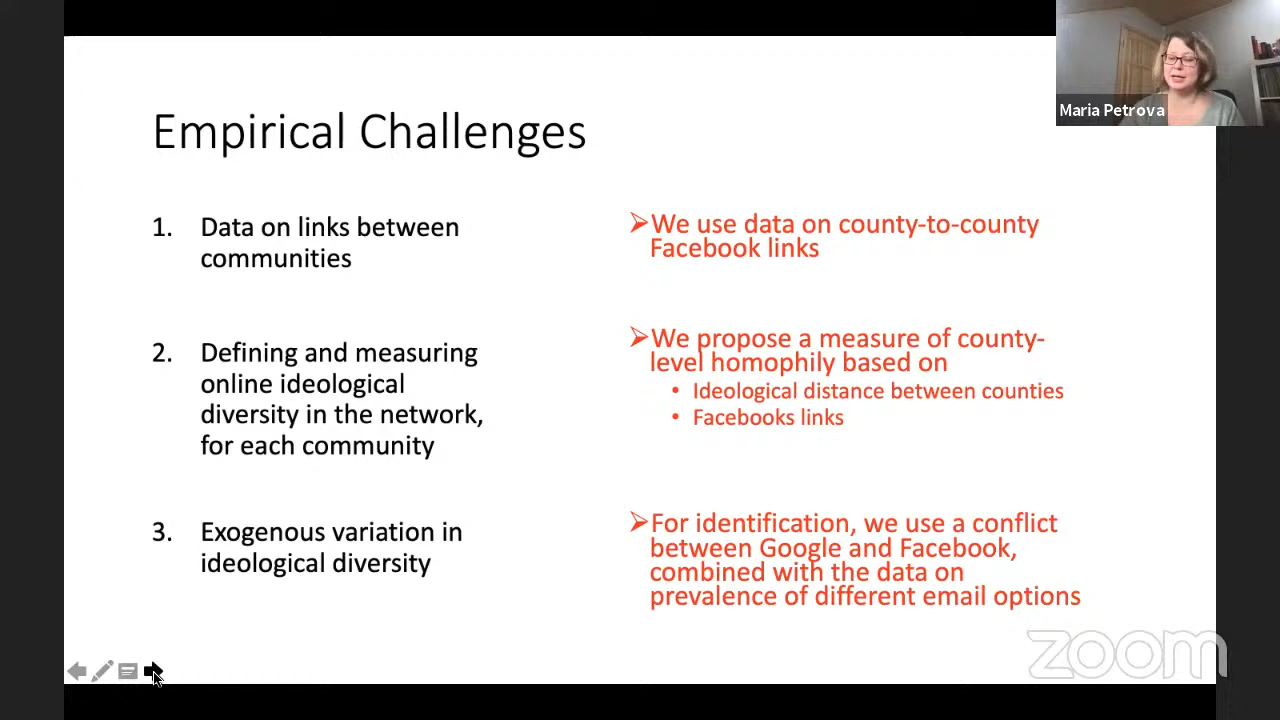 Maria Petrova
Empirical Challenges
1. Data on links between
communities
➢We use data on county-to-county
Facebook links
2. Defining and measuring
online ideological
diversity in the network,
for each community
➢We propose a measure of county-
level homophily based on
• Ideological distance between counties
• Facebooks links
3. Exogenous variation in
ideological diversity
➢For identification, we use a conflict
between Google and Facebook,
combined with the data on
prevalence of different email options
zoom